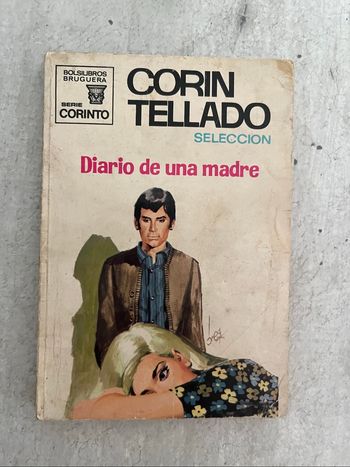 BOLSILIBROS
BRUGUERA
SERIE
CORINTO
CORIN
TELLADO
SELECCION
Diario de una madre